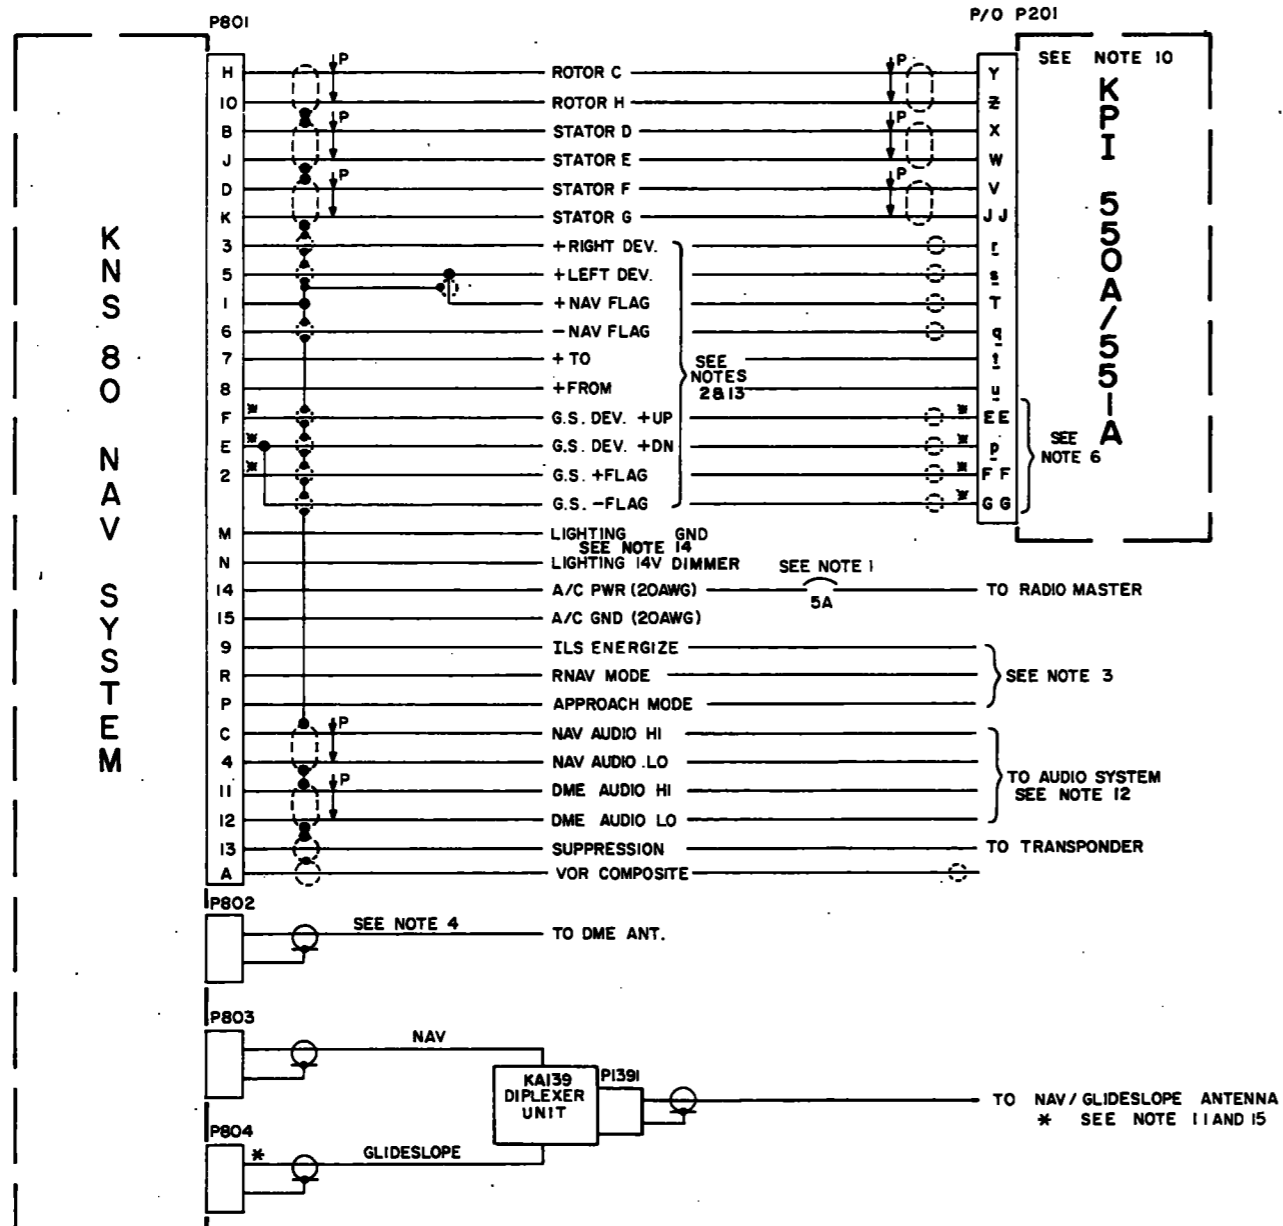 P801
P/O P201
KNS 80 NAV SYSTEM
SEE NOTE 10
KPI 550A/551A
H P ROTOR C P Y
10 ROTOR H Z
B P STATOR D P X
J STATOR E W
D P STATOR F P V
K STATOR G JJ
3 +RIGHT DEV. r
5 +LEFT DEV. s
1 +NAV FLAG T
6 -NAV FLAG q
7 +TO t
8 +FROM u
SEE NOTES 2&13
F * G.S. DEV. +UP * EE
E * G.S. DEV. +DN * p
2 * G.S. +FLAG * FF
G.S. -FLAG * GG
SEE NOTE 6
M LIGHTING GND
SEE NOTE 14
N LIGHTING 14V DIMMER
SEE NOTE 1
14 A/C PWR (20AWG) 5A TO RADIO MASTER
15 A/C GND (20AWG)
9 ILS ENERGIZE
R RNAV MODE SEE NOTE 3
P APPROACH MODE
C P NAV AUDIO HI
4 NAV AUDIO LO
11 P DME AUDIO HI
12 DME AUDIO LO
TO AUDIO SYSTEM
SEE NOTE 12
13 SUPPRESSION TO TRANSPONDER
A VOR COMPOSITE
P802
SEE NOTE 4 TO DME ANT.
P803
NAV
KA139 DIPLEXER UNIT
P1391
TO NAV/GLIDESLOPE ANTENNA
* SEE NOTE 11 AND 15
P804
* GLIDESLOPE